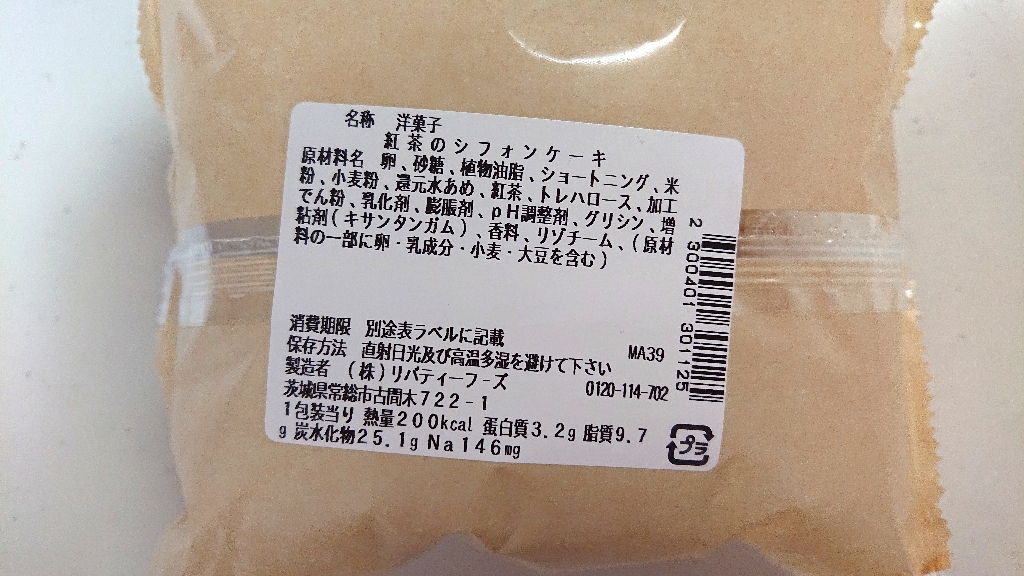 名称 洋菓子
紅茶のシフォンケーキ
原材料名 卵、砂糖、植物油脂、ショートニング、米
粉、小麦粉、還元水あめ、紅茶、トレハロース、加工
でん粉、乳化剤、膨脹剤、pH調整剤、グリシン、増
粘剤(キサンタンガム)、香料、リゾチーム、(原材
料の一部に卵・乳成分・小麦・大豆を含む)
消費期限 別途表ラベルに記載
保存方法 直射日光及び高温多湿を避けて下さい
MA39
製造者 (株)リバティーフーズ
0120-114-702
茨城県常総市古間木722-1
1包装当り 熱量200kcal 蛋白質3.2g 脂質9.7
g 炭水化物25.1g Na146mg
2 300401 301125
プラ